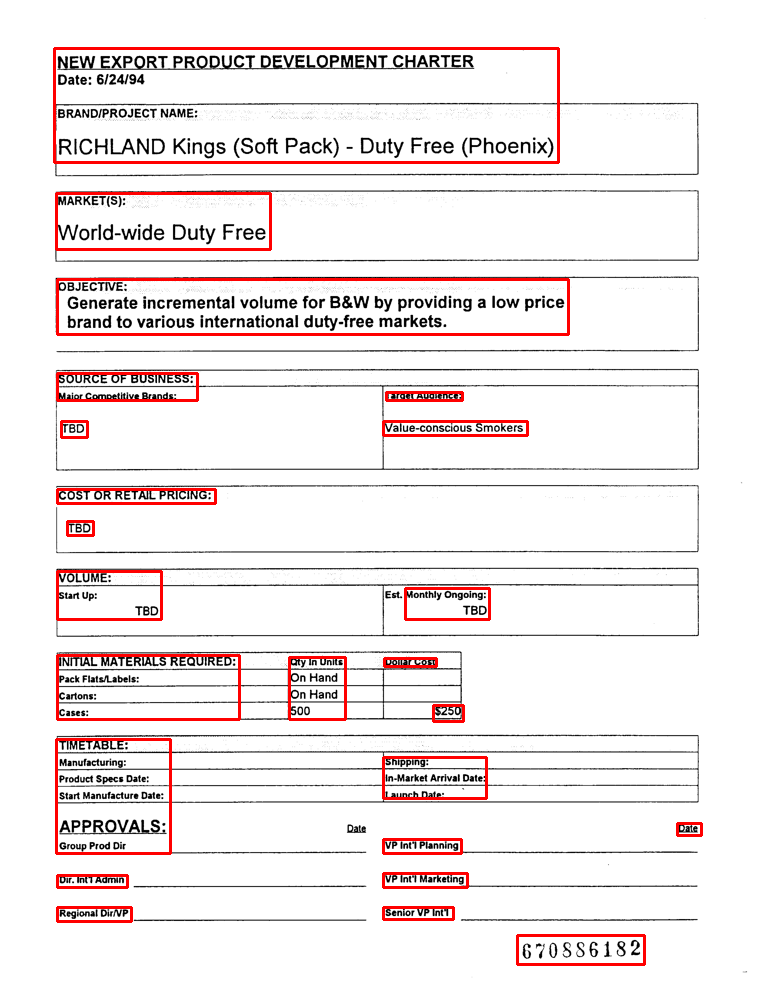 NEW EXPORT PRODUCT DEVELOPMENT CHARTER
Date: 6/24/94
BRAND/PROJECT NAME:
RICHLAND Kings (Soft Pack) - Duty Free (Phoenix)
MARKET(S):
World-wide Duty Free
OBJECTIVE:
Generate incremental volume for B&W by providing a low price
brand to various international duty-free markets.
SOURCE OF BUSINESS:
Major Competitive Brands: Target Audience:
TBD Value-conscious Smokers
COST OR RETAIL PRICING:
TBD
VOLUME:
Start Up: Est. Monthly Ongoing:
TBD TBD
INITIAL MATERIALS REQUIRED: Qty In Units Dollar Cost
Pack Flats/Labels: On Hand
Cartons: On Hand
Cases: 500 $250
TIMETABLE:
Manufacturing: Shipping:
Product Specs Date: In-Market Arrival Date:
Start Manufacture Date: Launch Date:
APPROVALS: Date Date
Group Prod Dir VP Int'l Planning
Dir. Int'l Admin VP Int'l Marketing
Regional Dir/VP Senior VP Int'l
670886182